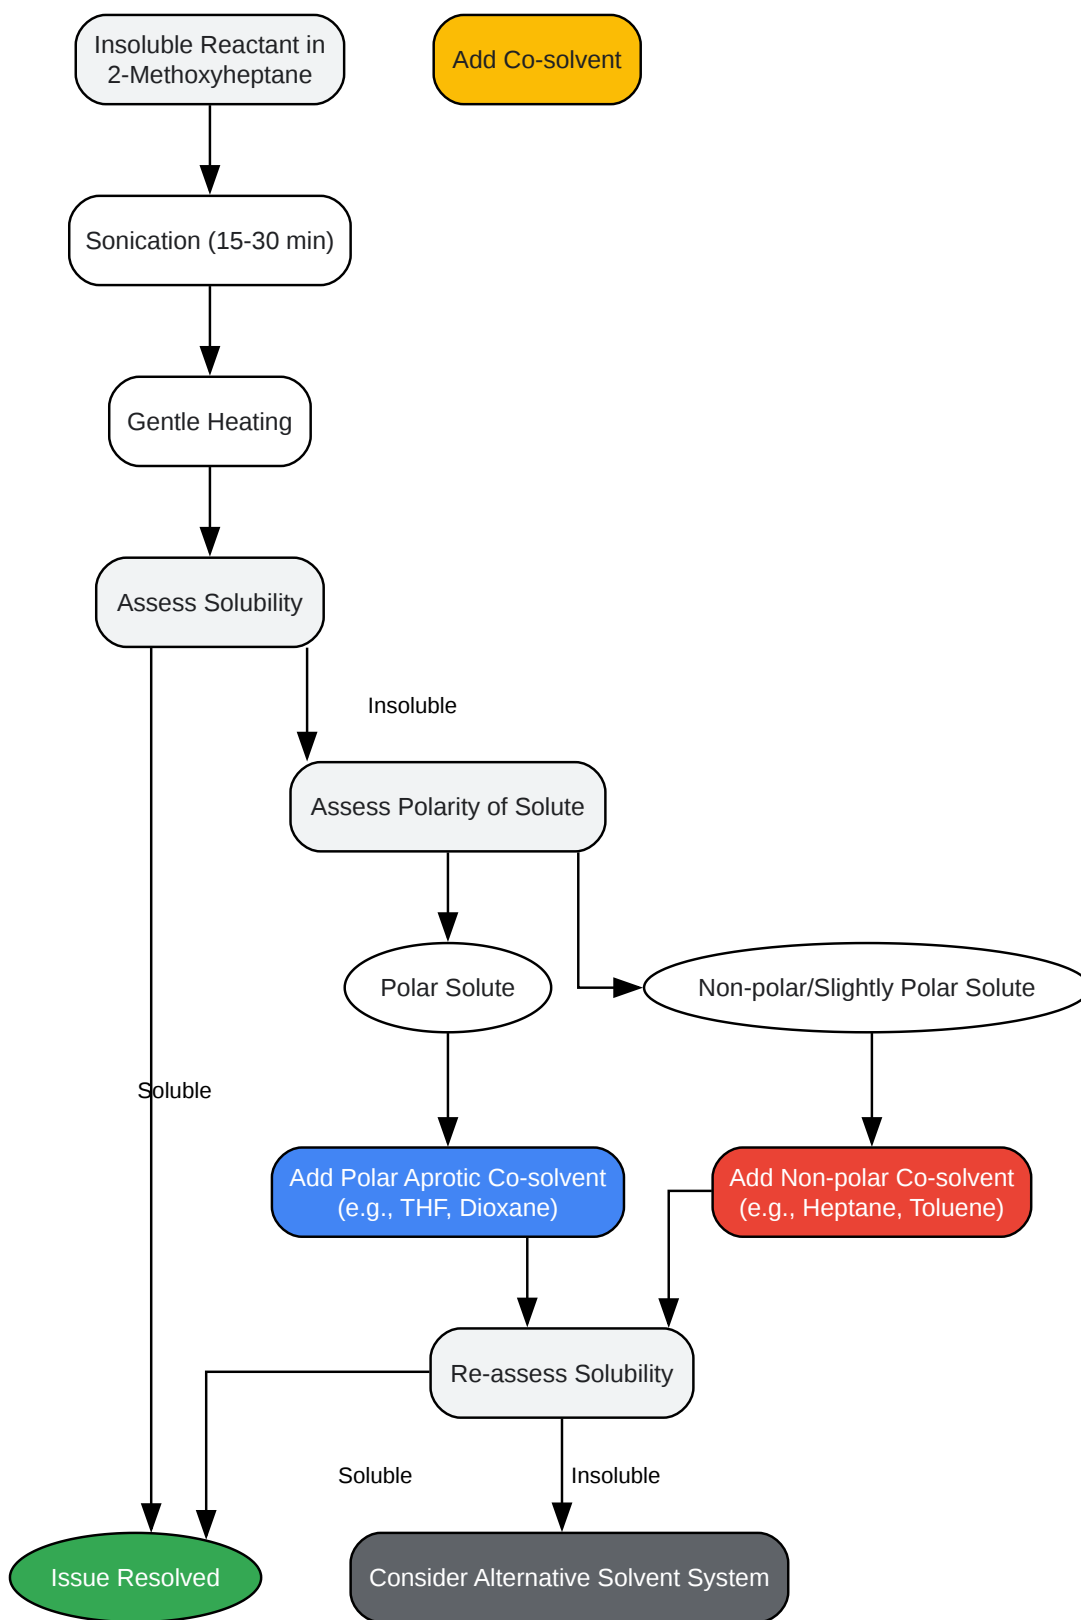 Insoluble Reactant in
2-Methoxyheptane
Add Co-solvent
Sonication (15-30 min)
Gentle Heating
Assess Solubility
Insoluble
Assess Polarity of Solute
Polar Solute
Non-polar/Slightly Polar Solute
Soluble
Add Polar Aprotic Co-solvent
(e.g., THF, Dioxane)
Add Non-polar Co-solvent
(e.g., Heptane, Toluene)
Re-assess Solubility
Soluble
Insoluble
Issue Resolved
Consider Alternative Solvent System